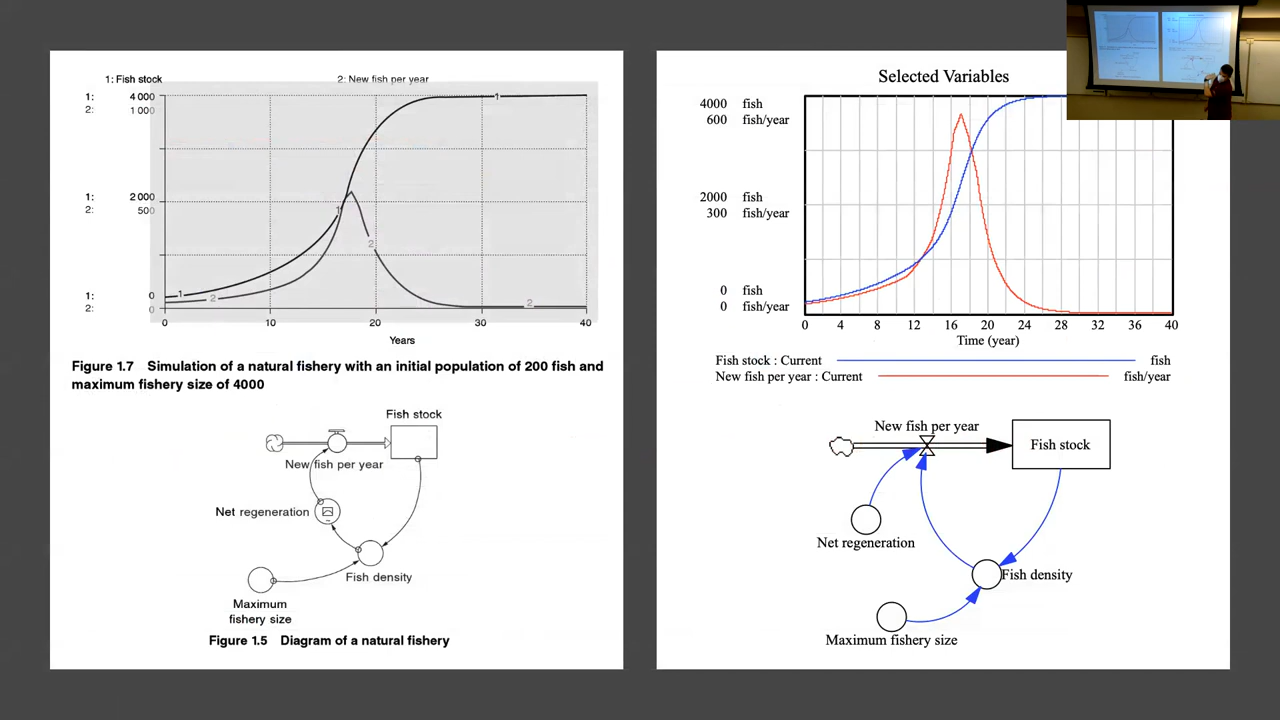 1: Fish stock
2: New fish per year
1: 4 000
2: 1 000
1: 2 000
2: 500
1: 0
2: 0
1
1
1
2
2
2
0 10 20 30 40
Years
Figure 1.7 Simulation of a natural fishery with an initial population of 200 fish and
maximum fishery size of 4000
Fish stock
New fish per year
Net regeneration
Fish density
Maximum
fishery size
Figure 1.5 Diagram of a natural fishery
Selected Variables
4000 fish
600 fish/year
2000 fish
300 fish/year
0 fish
0 fish/year
0 4 8 12 16 20 24 28 32 36 40
Time (year)
Fish stock : Current fish
New fish per year : Current fish/year
New fish per year
Fish stock
Net regeneration
Fish density
Maximum fishery size